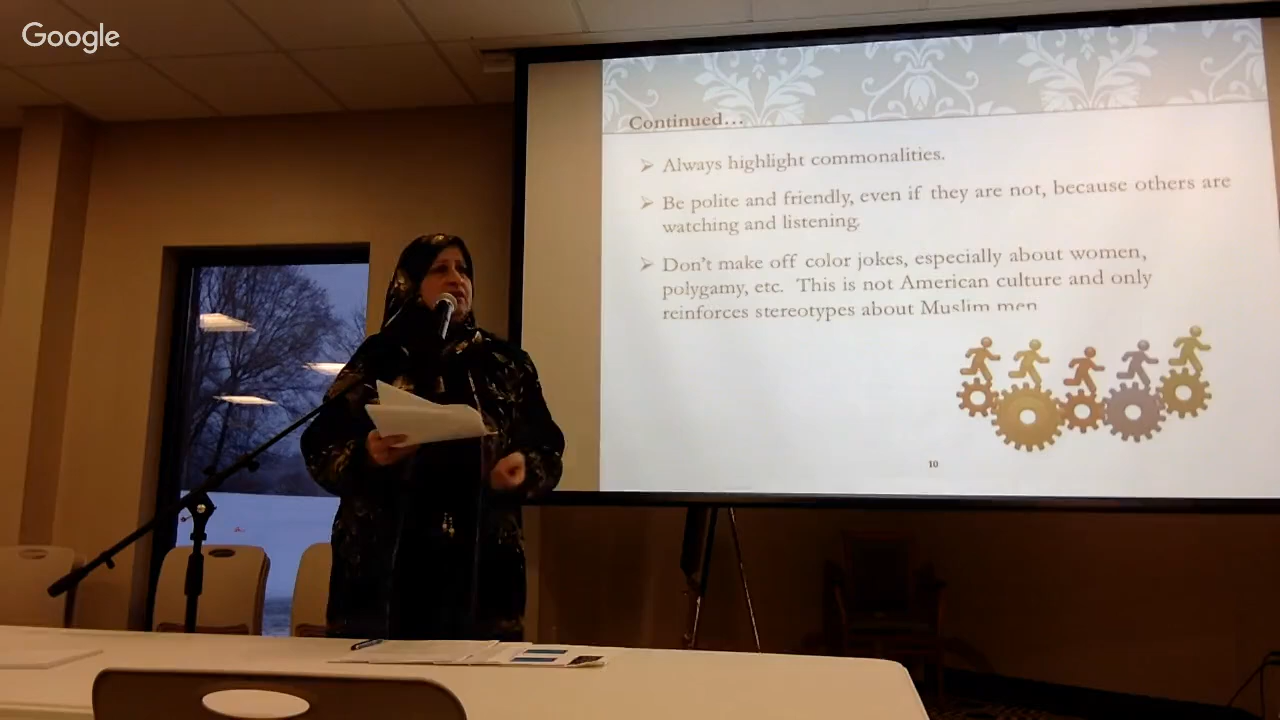 Google
Continued…
Always highlight commonalities.
Be polite and friendly, even if they are not, because others are
watching and listening.
Don't make off color jokes, especially about women,
polygamy, etc. This is not American culture and only
reinforces stereotypes about Muslim men
10